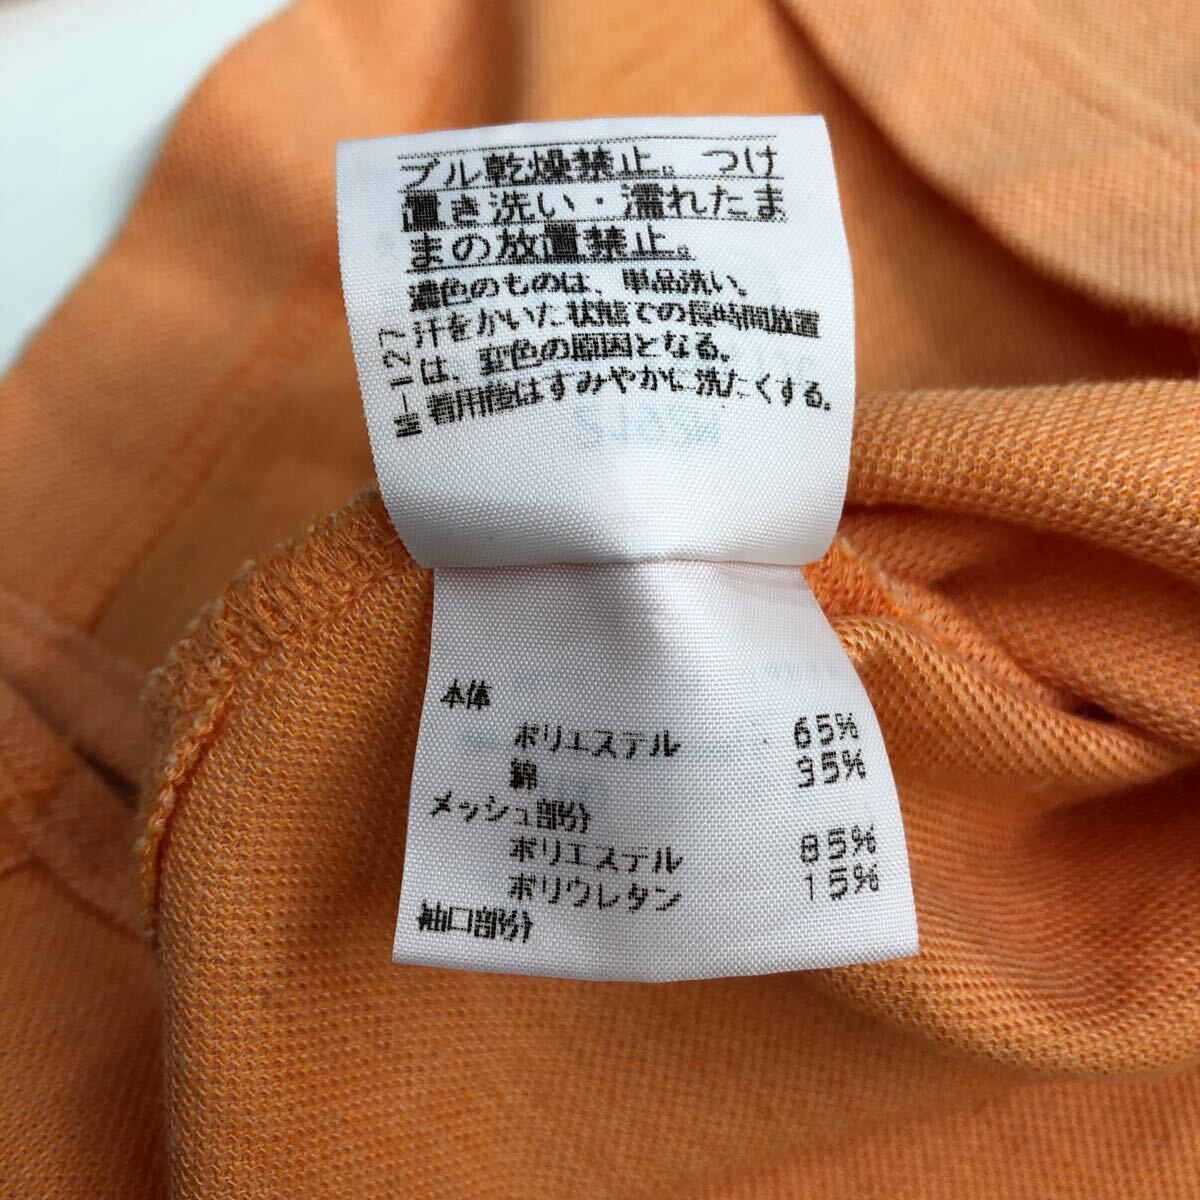 ブル乾燥禁止。つけ
置き洗い・濡れたま
まの放置禁止。
濃色のものは、単品洗い。
汗をかいた状態での長時間放置
は、変色の原因となる。
着用後はすみやかに洗たくする。
M-127
本体
ポリエステル 65%
綿 35%
メッシュ部分
ポリエステル 85%
ポリウレタン 15%
袖口部分